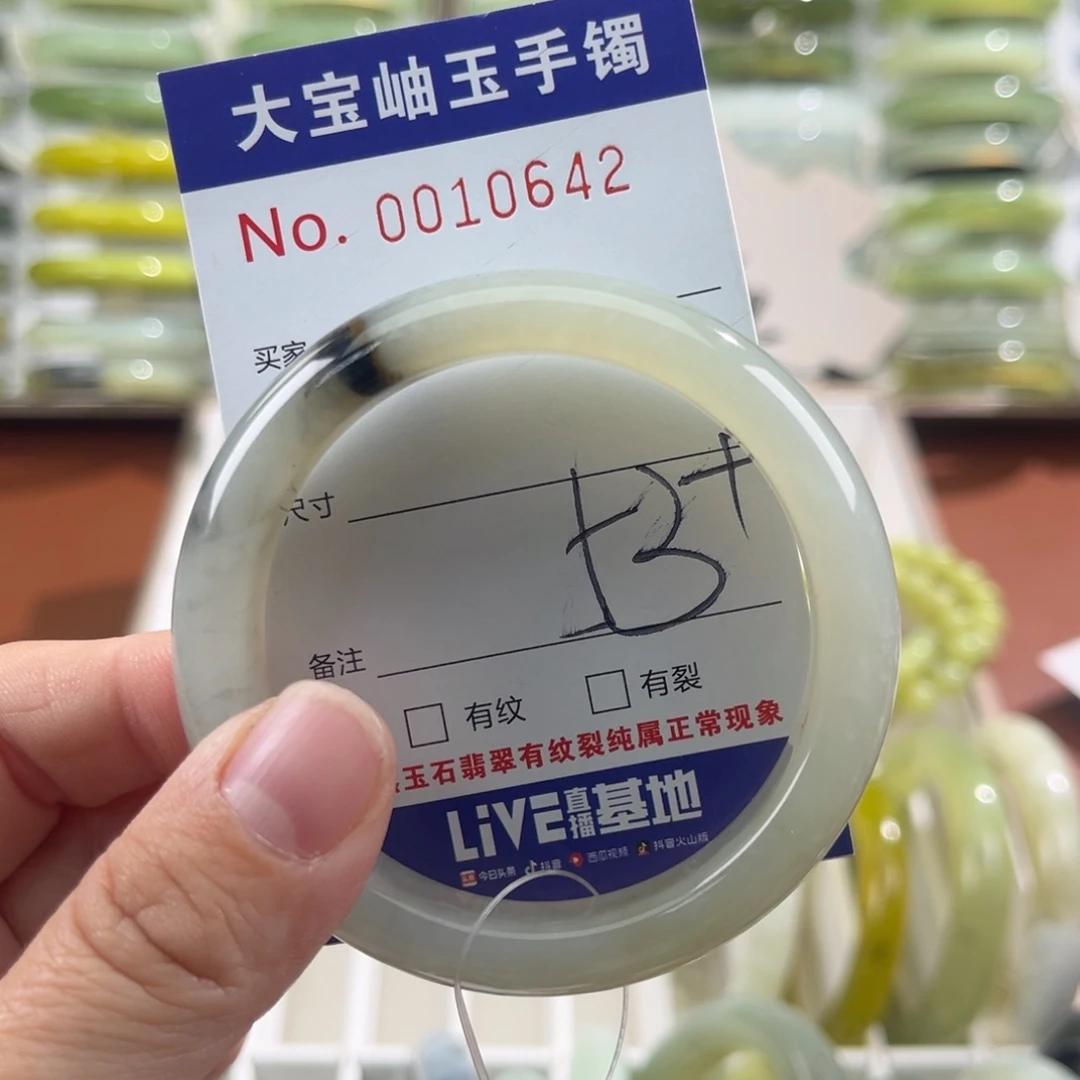 大宝岫玉手镯
No. 0010642
买家
尺寸
B+
备注
□ 有纹 □ 有裂
玉石翡翠有纹裂纯属正常现象
LiVE直播基地
今日头条 抖音 西瓜视频 抖音火山版